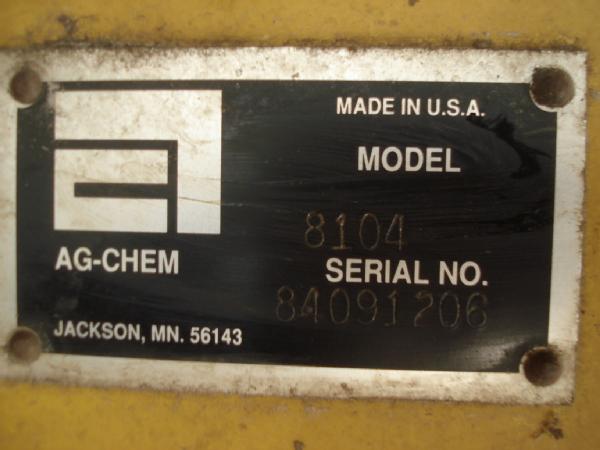 MADE IN U.S.A.
MODEL
8104
AG-CHEM
SERIAL NO.
84091206
JACKSON, MN. 56143